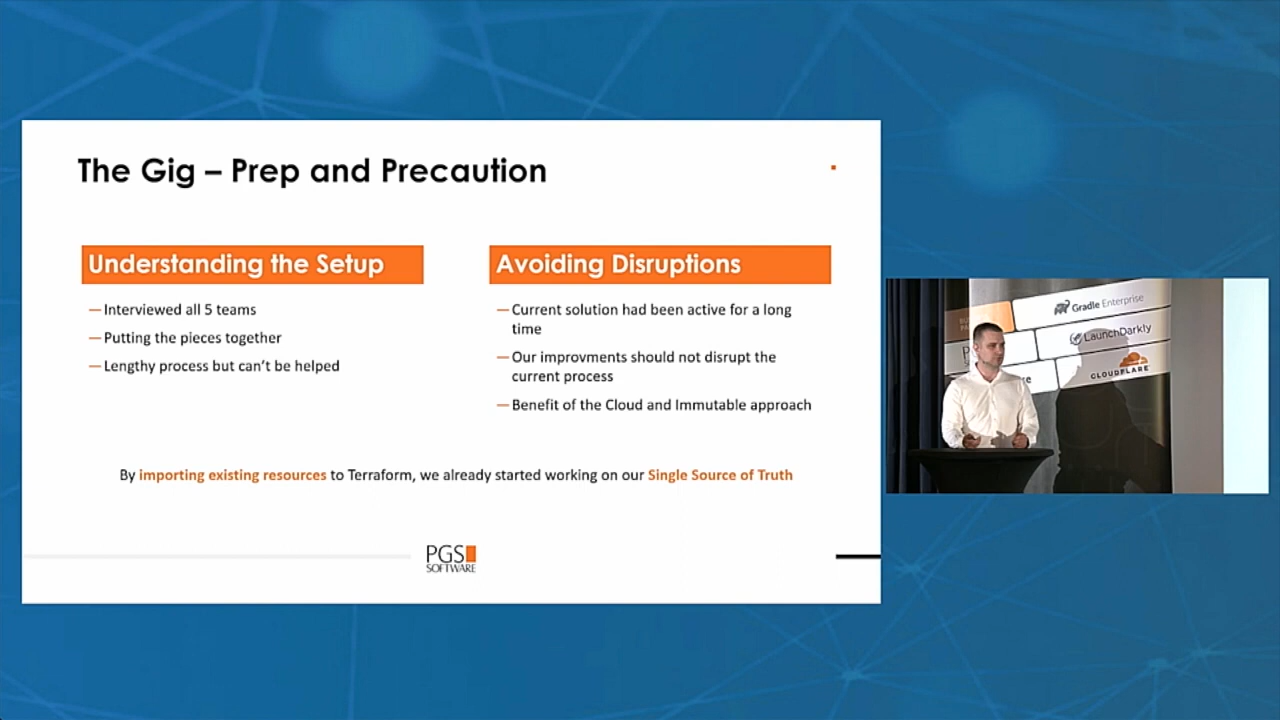 The Gig – Prep and Precaution
Understanding the Setup
—Interviewed all 5 teams
—Putting the pieces together
—Lengthy process but can't be helped
Avoiding Disruptions
—Current solution had been active for a long
time
—Our improvments should not disrupt the
current process
—Benefit of the Cloud and Immutable approach
By importing existing resources to Terraform, we already started working on our Single Source of Truth
PGS
SOFTWARE
Gradle Enterprise
LaunchDarkly
CLOUDFLARE